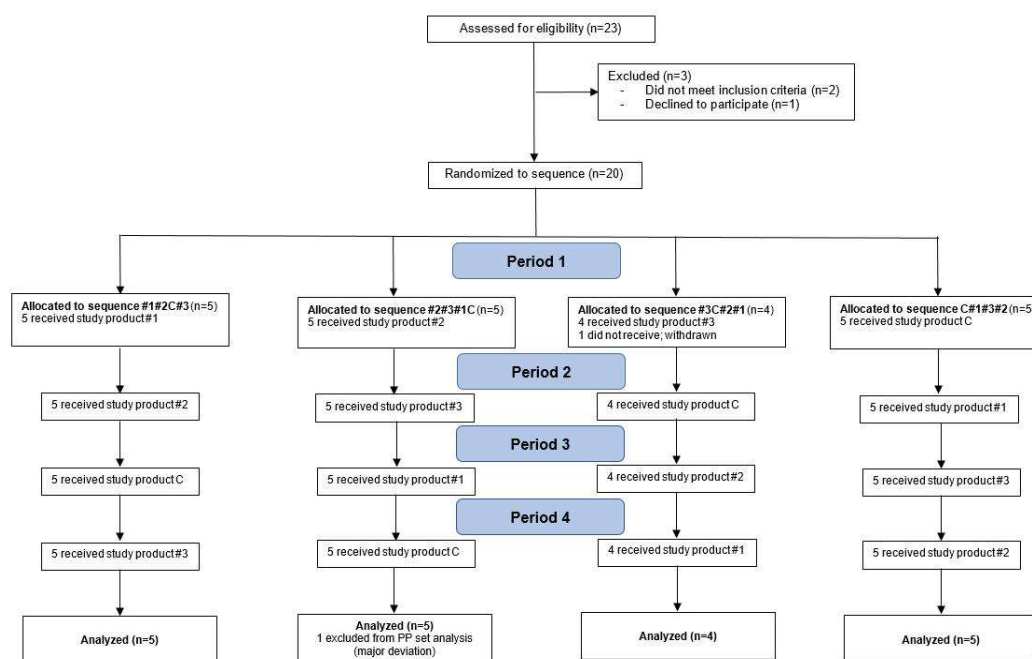 Assessed for eligibility (n=23)
Excluded (n=3)
- Did not meet inclusion criteria (n=2)
- Declined to participate (n=1)
Randomized to sequence (n=20)
Period 1
Allocated to sequence #1#2C#3 (n=5)
5 received study product #1
Allocated to sequence #2#3#1C (n=5)
5 received study product #2
Allocated to sequence #3C#2#1 (n=4)
4 received study product #3
1 did not receive; withdrawn
Allocated to sequence C#1#3#2 (n=5
5 received study product C
Period 2
5 received study product #2
5 received study product #3
4 received study product C
5 received study product #1
Period 3
5 received study product C
5 received study product #1
4 received study product #2
5 received study product #3
Period 4
5 received study product #3
5 received study product C
4 received study product #1
5 received study product #2
Analyzed (n=5)
Analyzed (n=5)
1 excluded from PP set analysis
(major deviation)
Analyzed (n=4)
Analyzed (n=5)